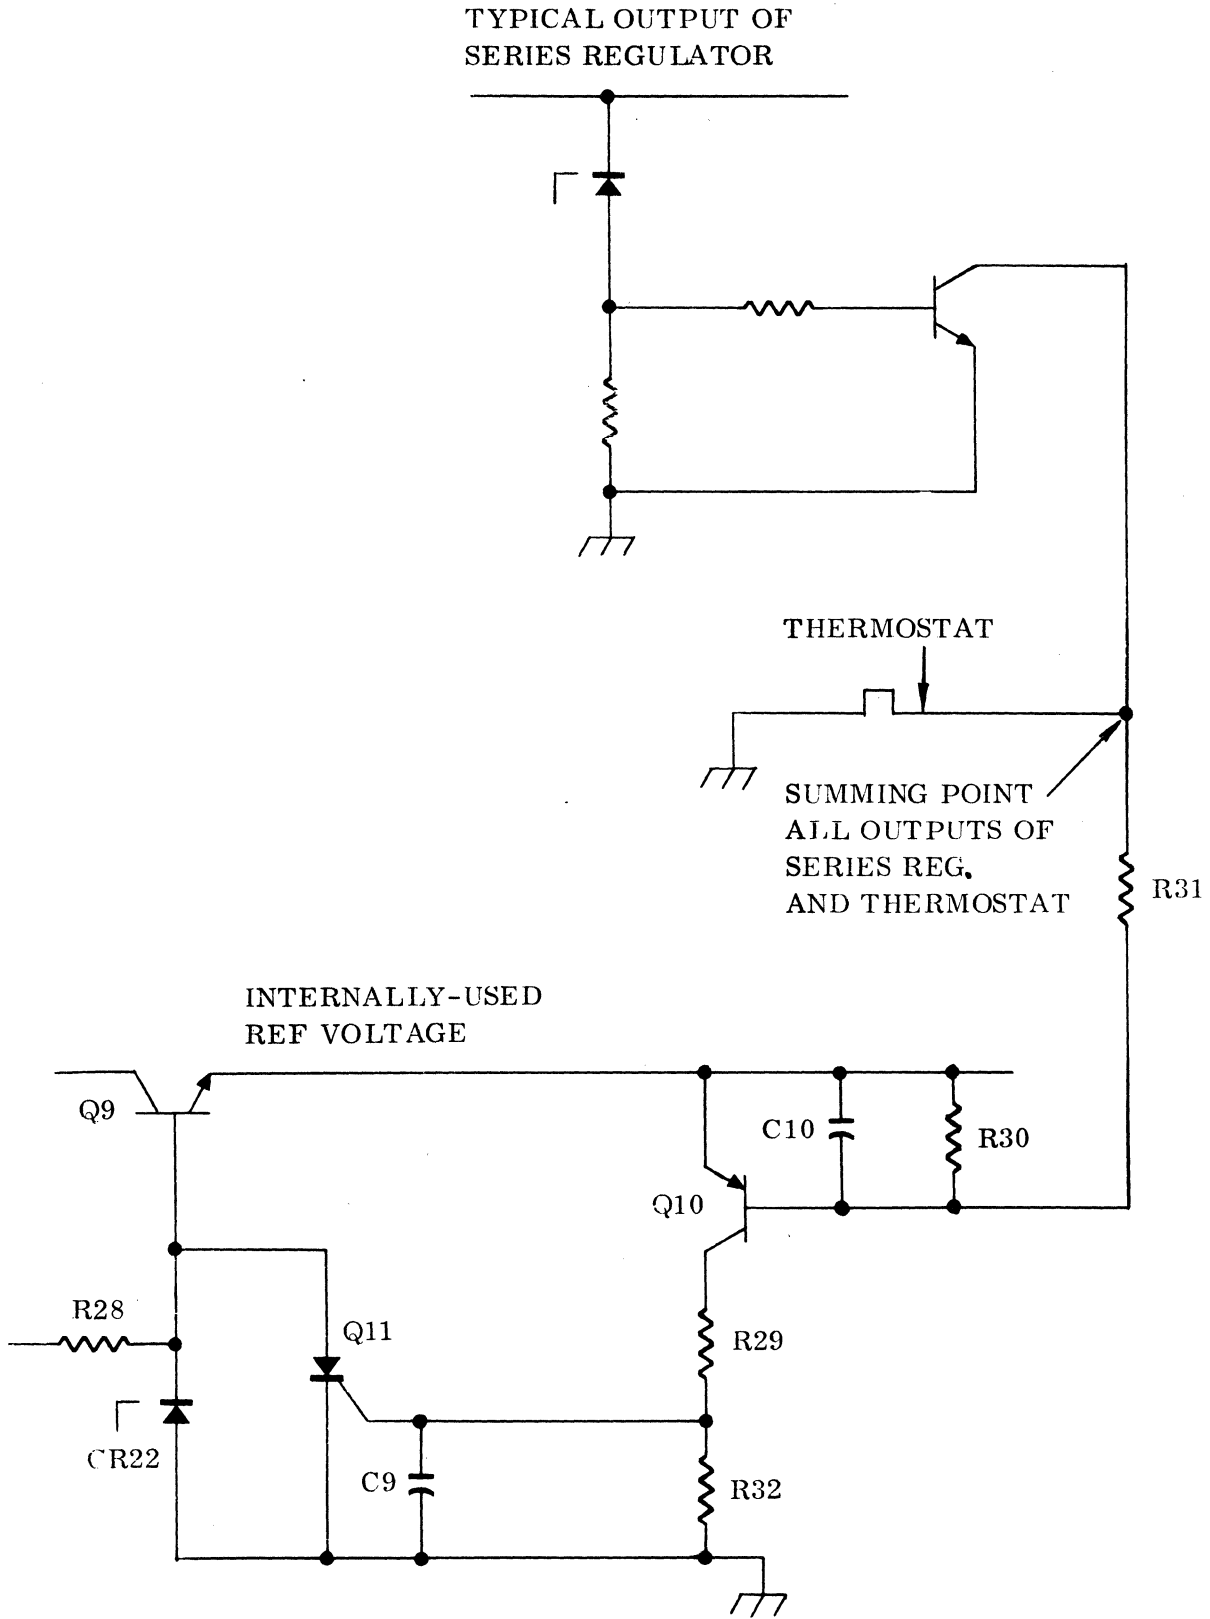 TYPICAL OUTPUT OF
SERIES REGULATOR
THERMOSTAT
SUMMING POINT
ALL OUTPUTS OF
SERIES REG.
AND THERMOSTAT
R31
INTERNALLY-USED
REF VOLTAGE
Q9
C10
R30
Q10
R28
Q11
R29
CR22
C9
R32